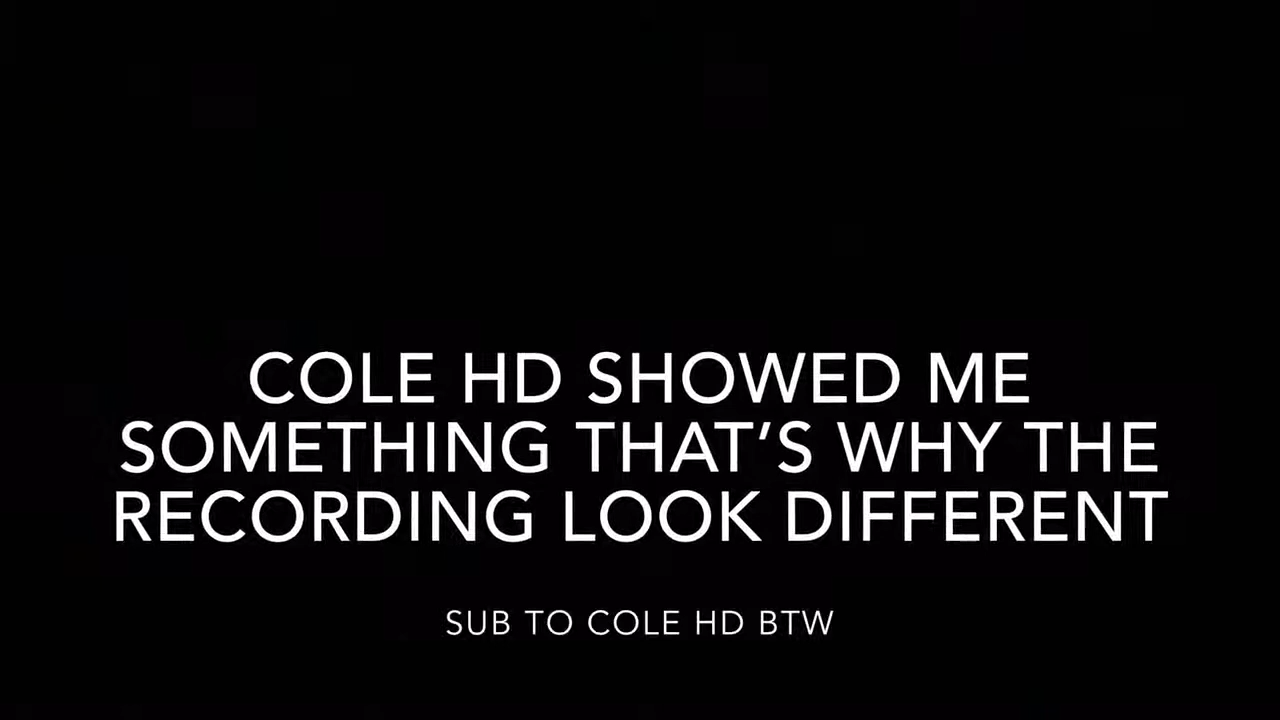 COLE HD SHOWED ME
SOMETHING THAT’S WHY THE
RECORDING LOOK DIFFERENT
SUB TO COLE HD BTW